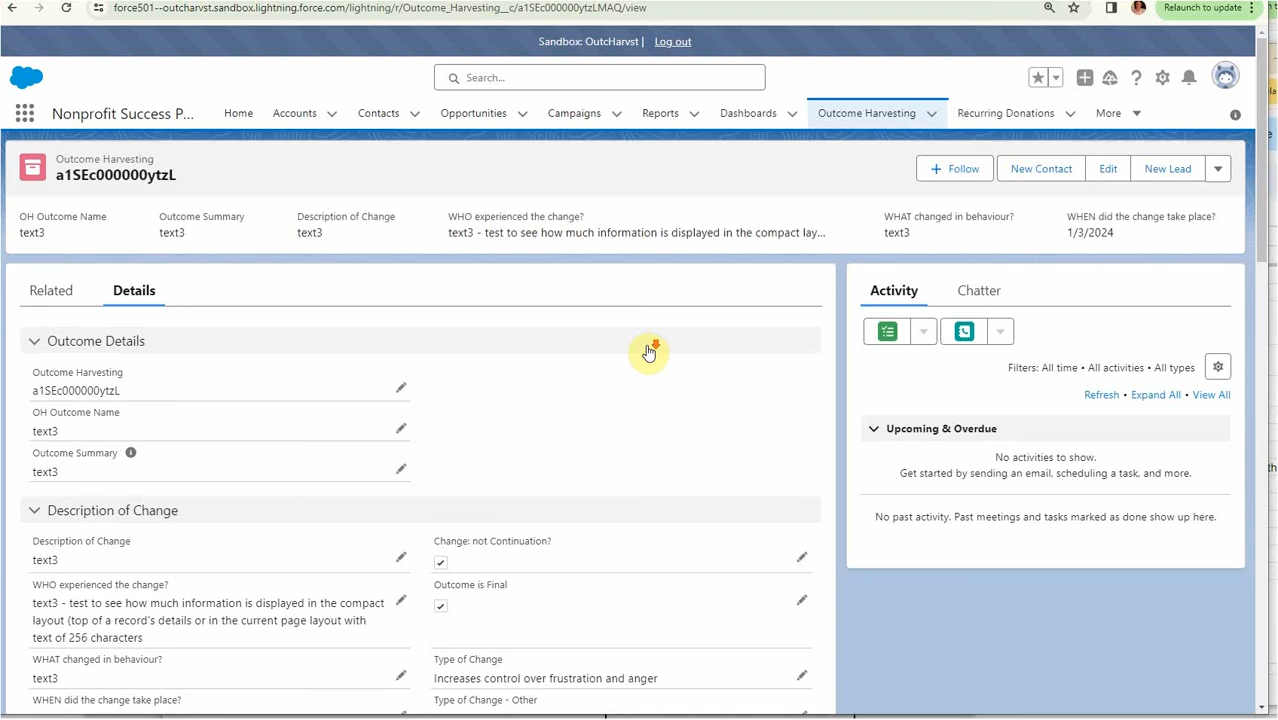 force501--outcharvst.sandbox.lightning.force.com/lightning/r/Outcome_Harvesting__c/a1SEc000000ytzLMAQ/view
Relaunch to update
Sandbox: OutcHarvst | Log out
Search...
Nonprofit Success P...
Home
Accounts
Contacts
Opportunities
Campaigns
Reports
Dashboards
Outcome Harvesting
Recurring Donations
More
Outcome Harvesting
a1SEc000000ytzL
Follow
New Contact
Edit
New Lead
OH Outcome Name
Outcome Summary
Description of Change
WHO experienced the change?
WHAT changed in behaviour?
WHEN did the change take place?
text3
text3
text3
text3 - test to see how much information is displayed in the compact lay...
text3
1/3/2024
Related
Details
Outcome Details
Outcome Harvesting
a1SEc000000ytzL
OH Outcome Name
text3
Outcome Summary
text3
Description of Change
Description of Change
text3
Change: not Continuation?
WHO experienced the change?
text3 - test to see how much information is displayed in the compact
layout (top of a record's details or in the current page layout with
text of 256 characters
Outcome is Final
WHAT changed in behaviour?
text3
Type of Change
Increases control over frustration and anger
WHEN did the change take place?
Type of Change - Other
Activity
Chatter
Filters: All time • All activities • All types
Refresh • Expand All • View All
Upcoming & Overdue
No activities to show.
Get started by sending an email, scheduling a task, and more.
No past activity. Past meetings and tasks marked as done show up here.